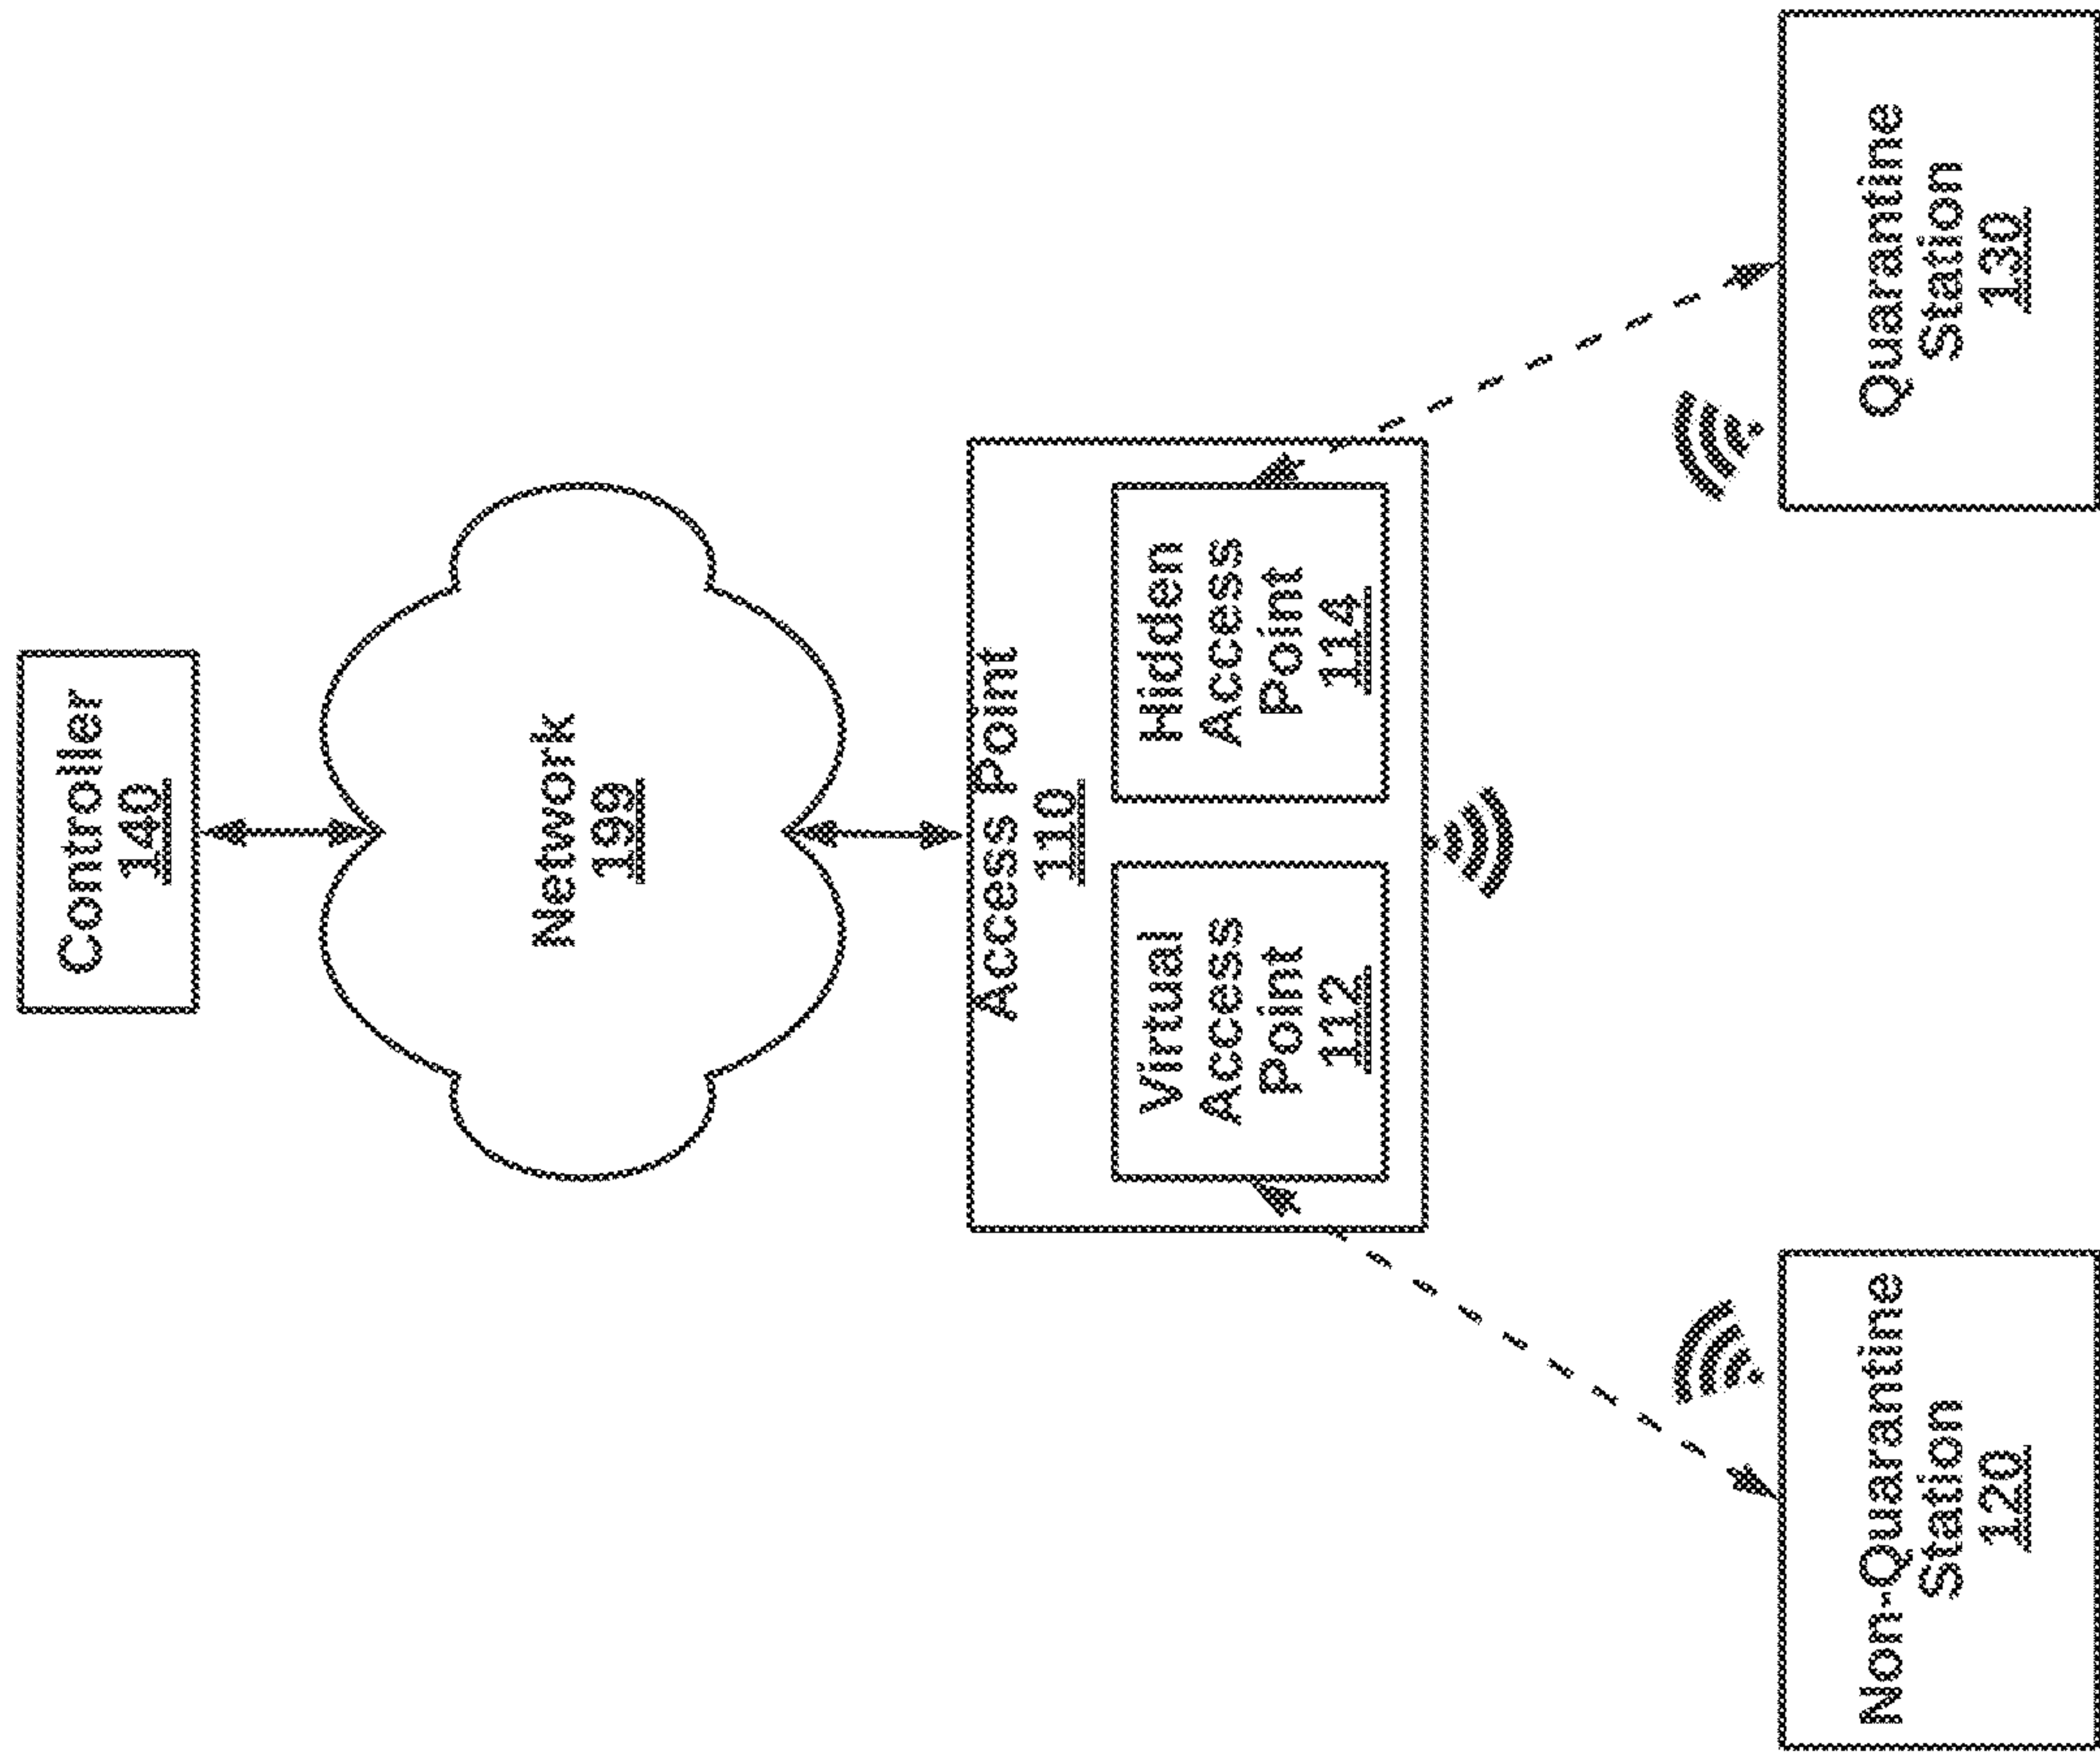 Controller
140
Network
199
Access Point
110
Virtual
Access
Point
112
Hidden
Access
Point
114
Non-Quarantine
Station
120
Quarantine
Station
130